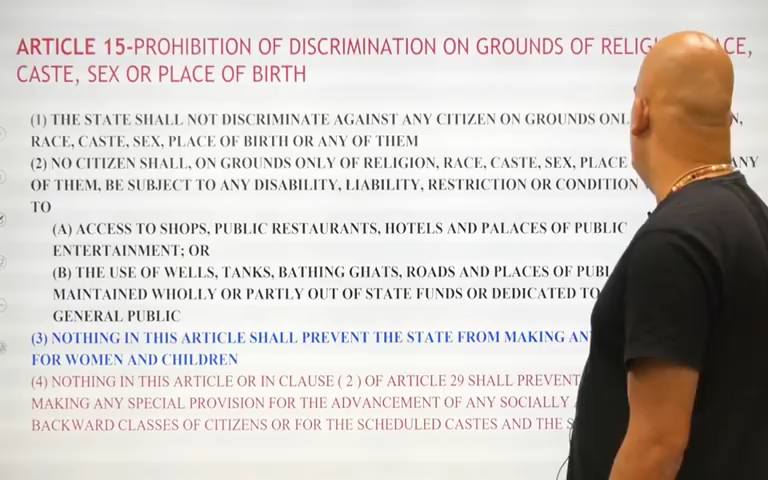 ARTICLE 15-PROHIBITION OF DISCRIMINATION ON GROUNDS OF
CASTE, SEX OR PLACE OF BIRTH
(1) THE STATE SHALL NOT DISCRIMINATE AGAINST ANY CITIZEN ON GROUNDS
RACE, CASTE, SEX, PLACE OF BIRTH OR ANY OF THEM
(2) NO CITIZEN SHALL, ON GROUNDS ONLY OF RELIGION, RACE, CASTE, SEX, PLACE ANY
OF THEM, BE SUBJECT TO ANY DISABILITY, LIABILITY, RESTRICTION OR CONDITION
TO
(A) ACCESS TO SHOPS, PUBLIC RESTAURANTS, HOTELS AND PALACES OF PUBLIC
ENTERTAINMENT; OR
(B) THE USE OF WELLS, TANKS, BATHING GHATS, ROADS AND PLACES OF
MAINTAINED WHOLLY OR PARTLY OUT OF STATE FUNDS OR DEDICATED TO
GENERAL PUBLIC
(3) NOTHING IN THIS ARTICLE SHALL PREVENT THE STATE FROM MAKING
FOR WOMEN AND CHILDREN
(4) NOTHING IN THIS ARTICLE OR IN CLAUSE ( 2 ) OF ARTICLE 29 SHALL PREVENT
MAKING ANY SPECIAL PROVISION FOR THE ADVANCEMENT OF ANY SOCIALLY
BACKWARD CLASSES OF CITIZENS OR FOR THE SCHEDULED CASTES AND THE